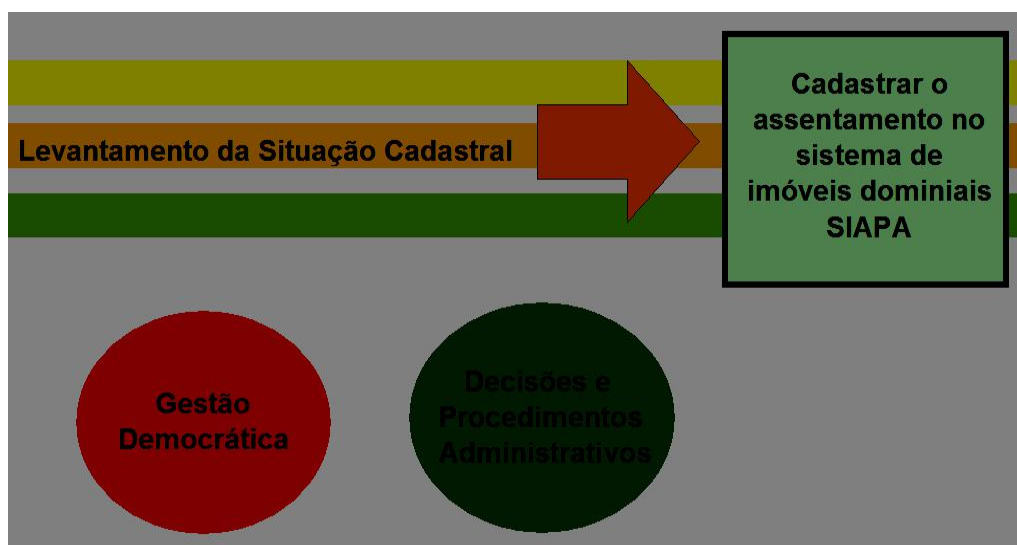 Levantamento da Situação Cadastral
Cadastrar o
assentamento no
sistema de
imóveis dominiais
SIAPA
Gestão
Democrática
Decisões e
Procedimentos
Administrativos